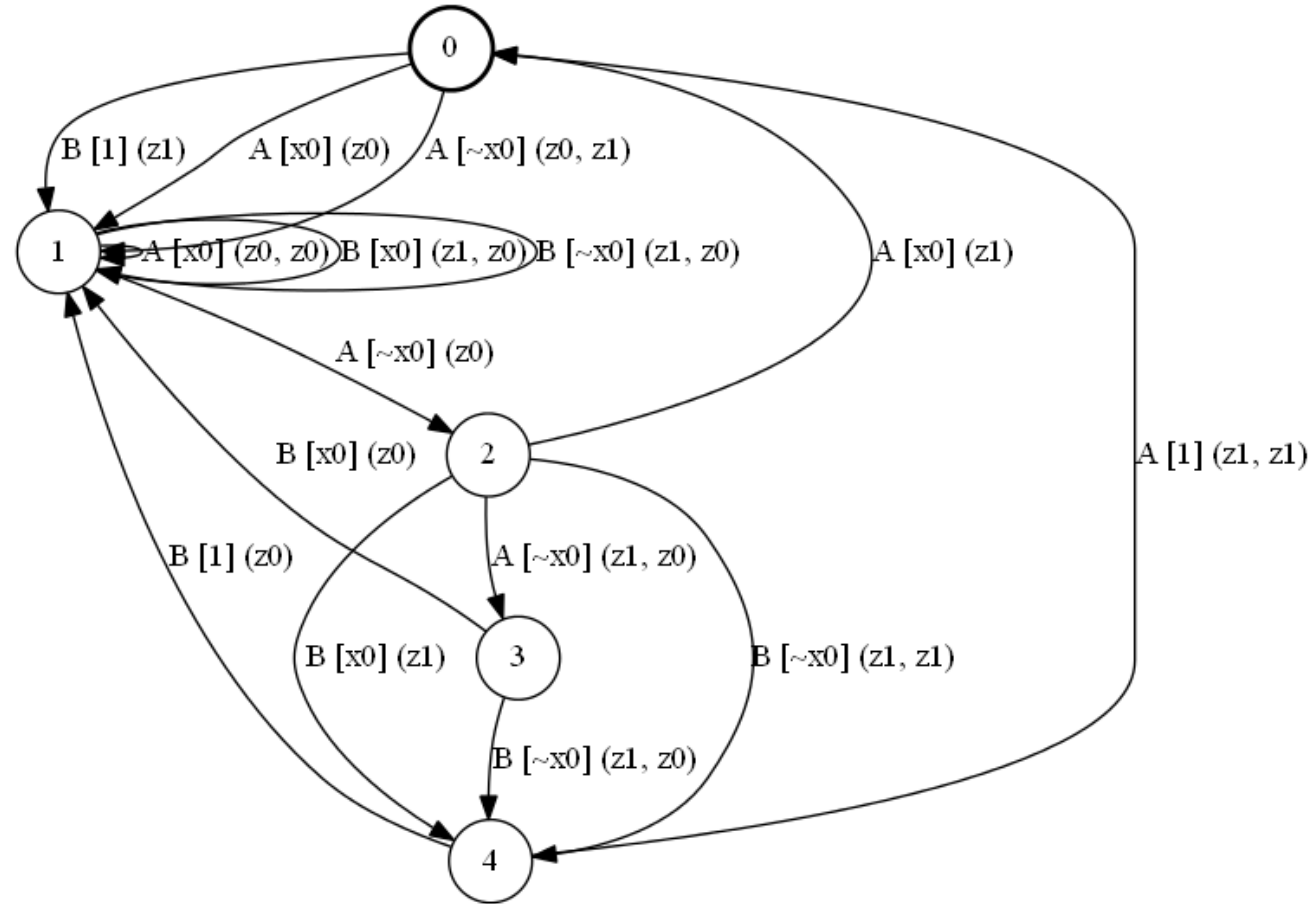 0
B [1] (z1)
A [x0] (z0)
A [~x0] (z0, z1)
1
A [x0] (z0, z0)
B [x0] (z1, z0)
B [~x0] (z1, z0)
A [x0] (z1)
A [~x0] (z0)
B [x0] (z0)
2
A [1] (z1, z1)
B [1] (z0)
A [~x0] (z1, z0)
B [x0] (z1)
3
B [~x0] (z1, z1)
B [~x0] (z1, z0)
4